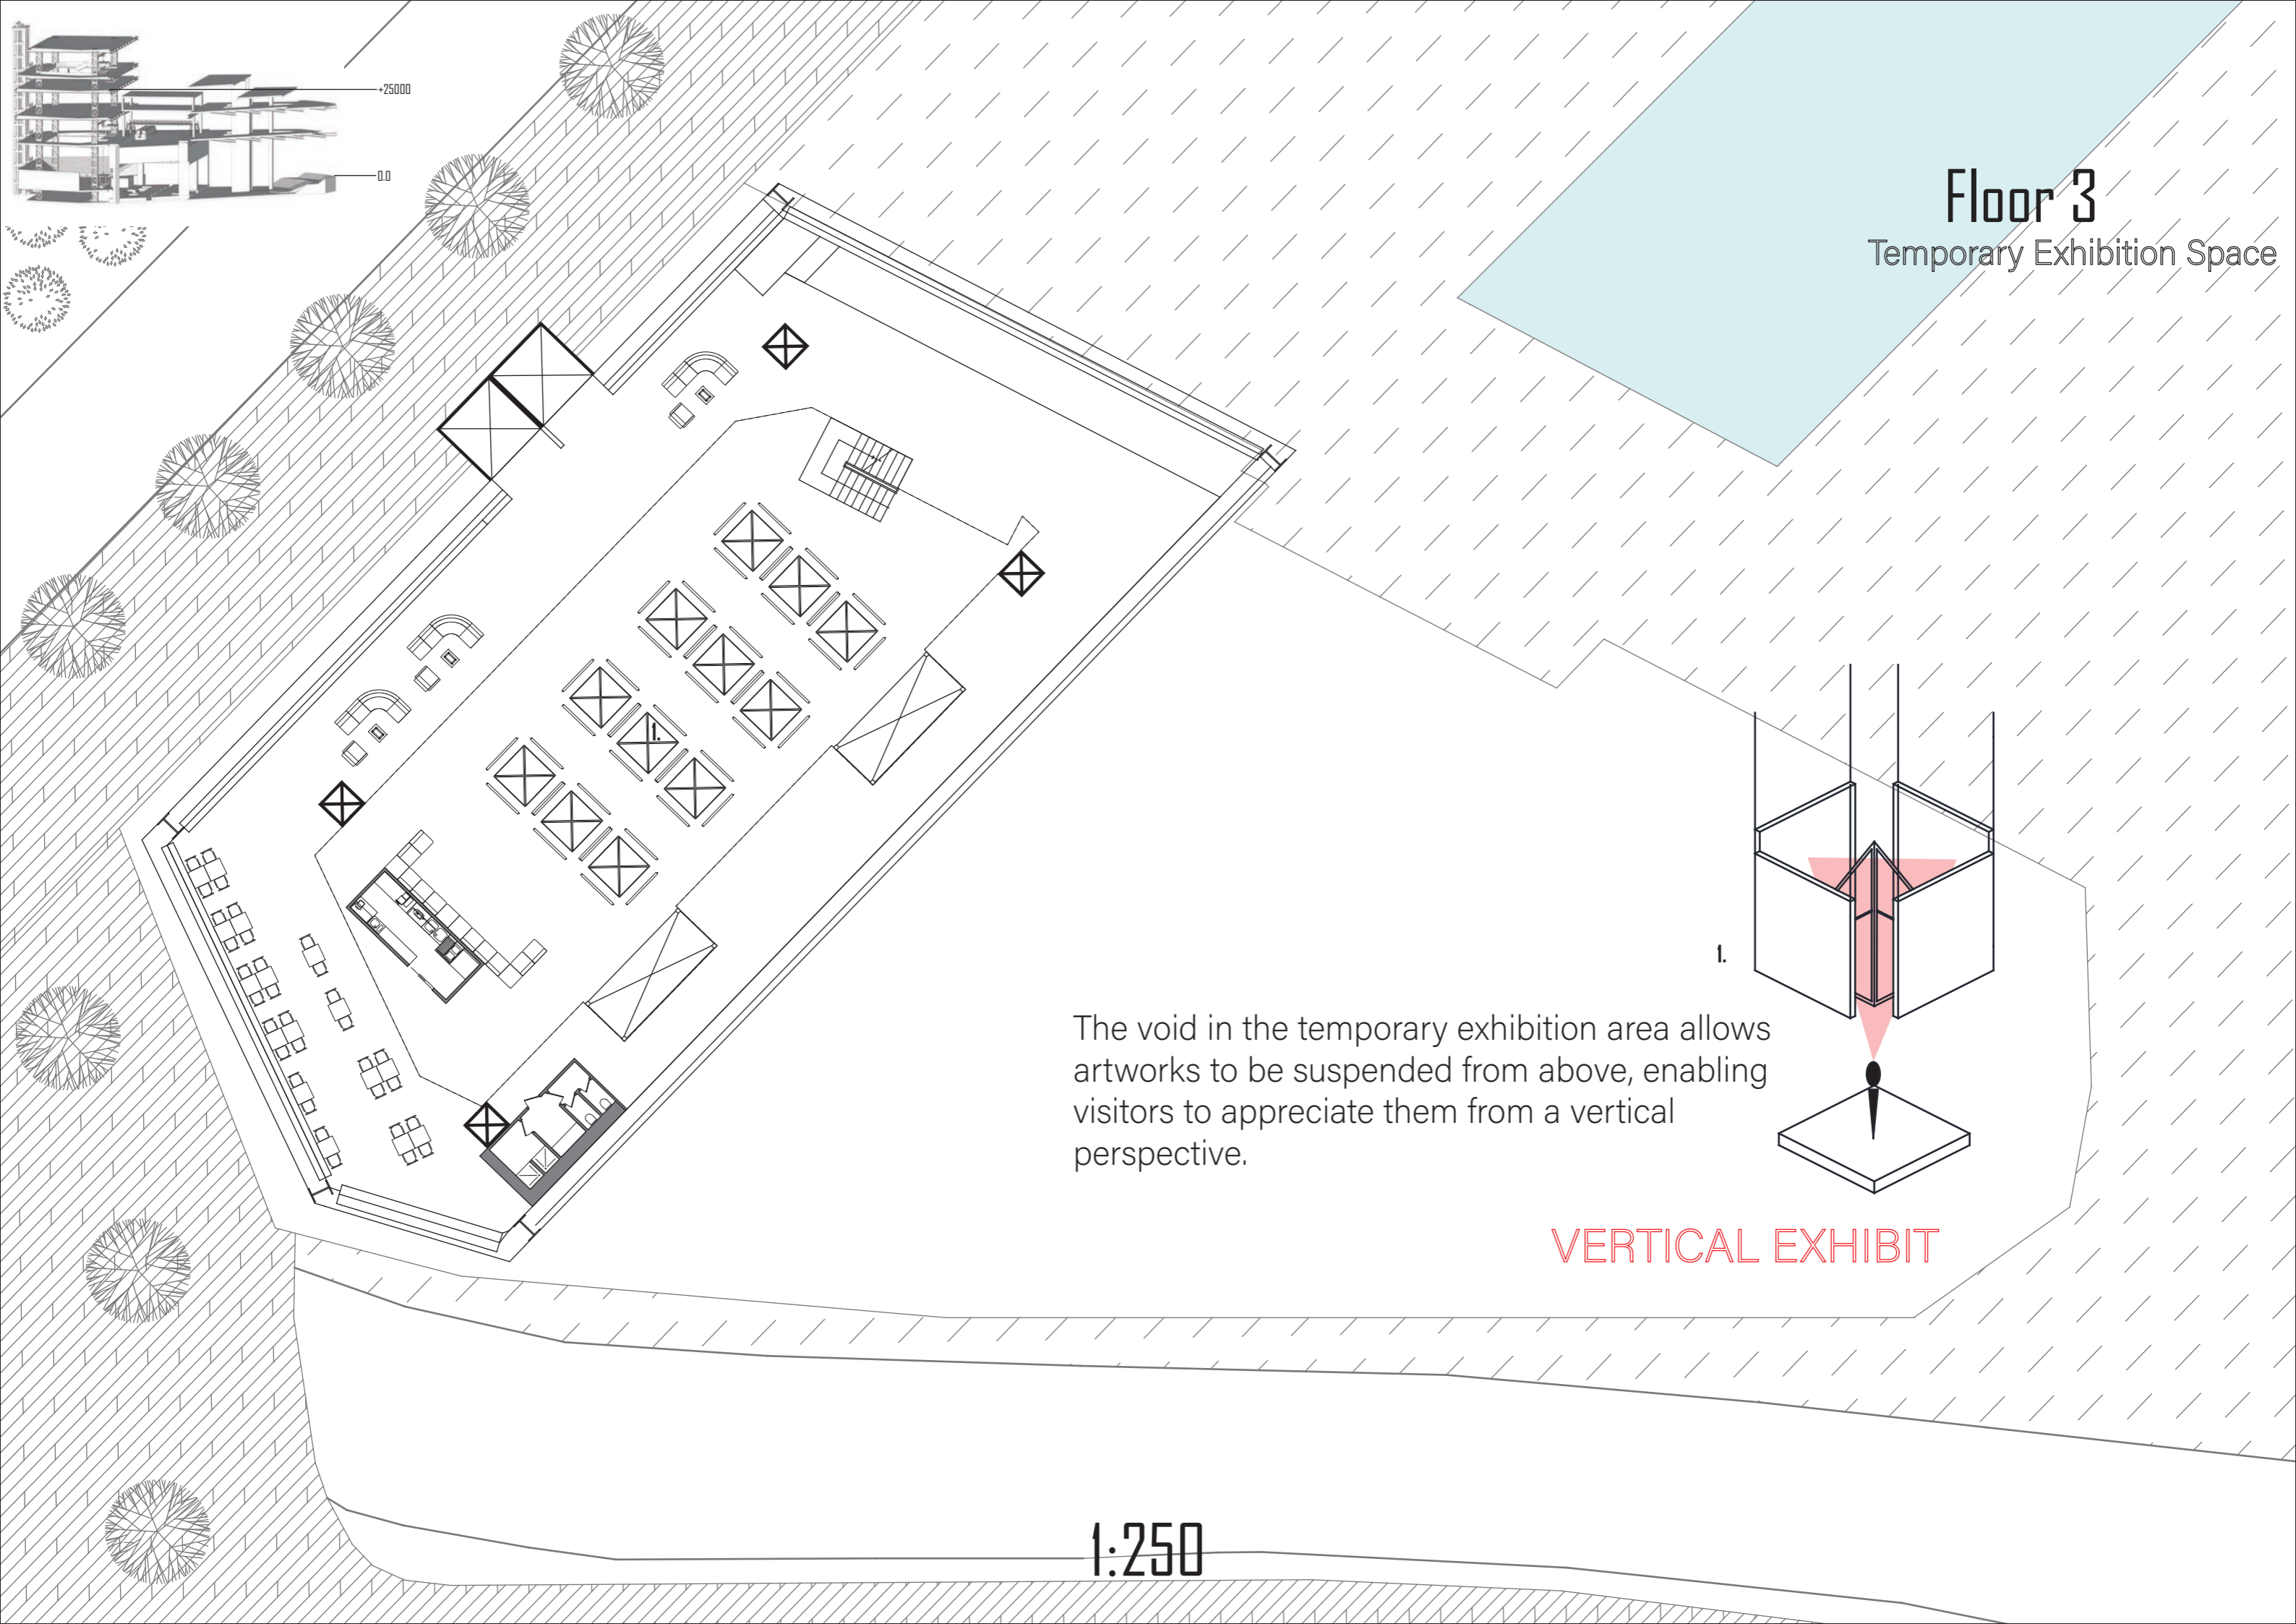 +25000
0.0
Floor 3
Temporary Exhibition Space
1.
1.
The void in the temporary exhibition area allows
artworks to be suspended from above, enabling
visitors to appreciate them from a vertical
perspective.
VERTICAL EXHIBIT
1:250